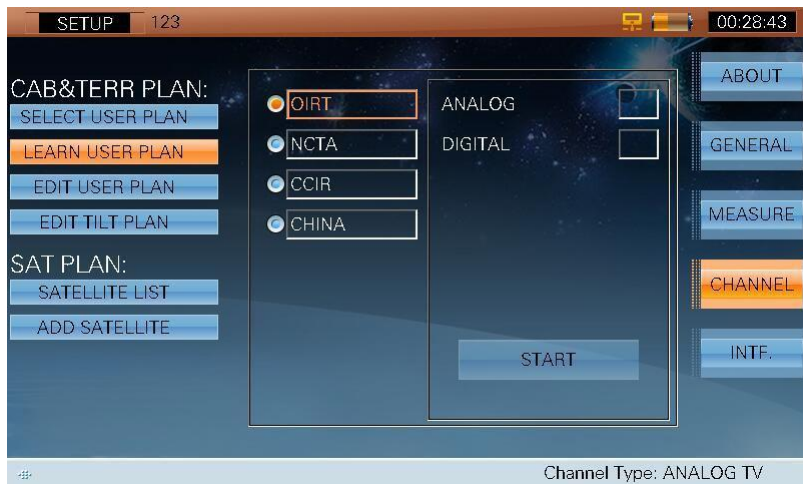 SETUP 123 00:28:43
CAB&TERR PLAN:
SELECT USER PLAN
LEARN USER PLAN
EDIT USER PLAN
EDIT TILT PLAN
SAT PLAN:
SATELLITE LIST
ADD SATELLITE
OIRT
NCTA
CCIR
CHINA
ANALOG
DIGITAL
START
ABOUT
GENERAL
MEASURE
CHANNEL
INTF.
Channel Type: ANALOG TV